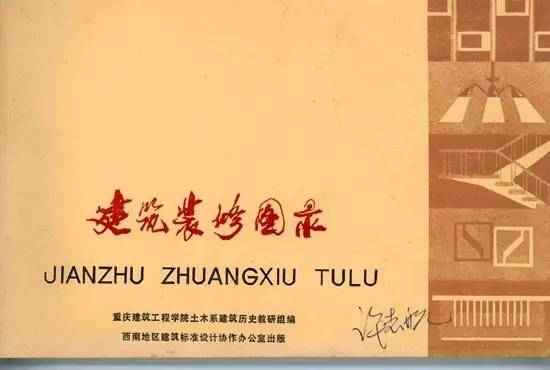 建筑装修图录
JIANZHU ZHUANGXIU TULU
重庆建筑工程学院土木系建筑历史教研组编
西南地区建筑标准设计协作办公室出版